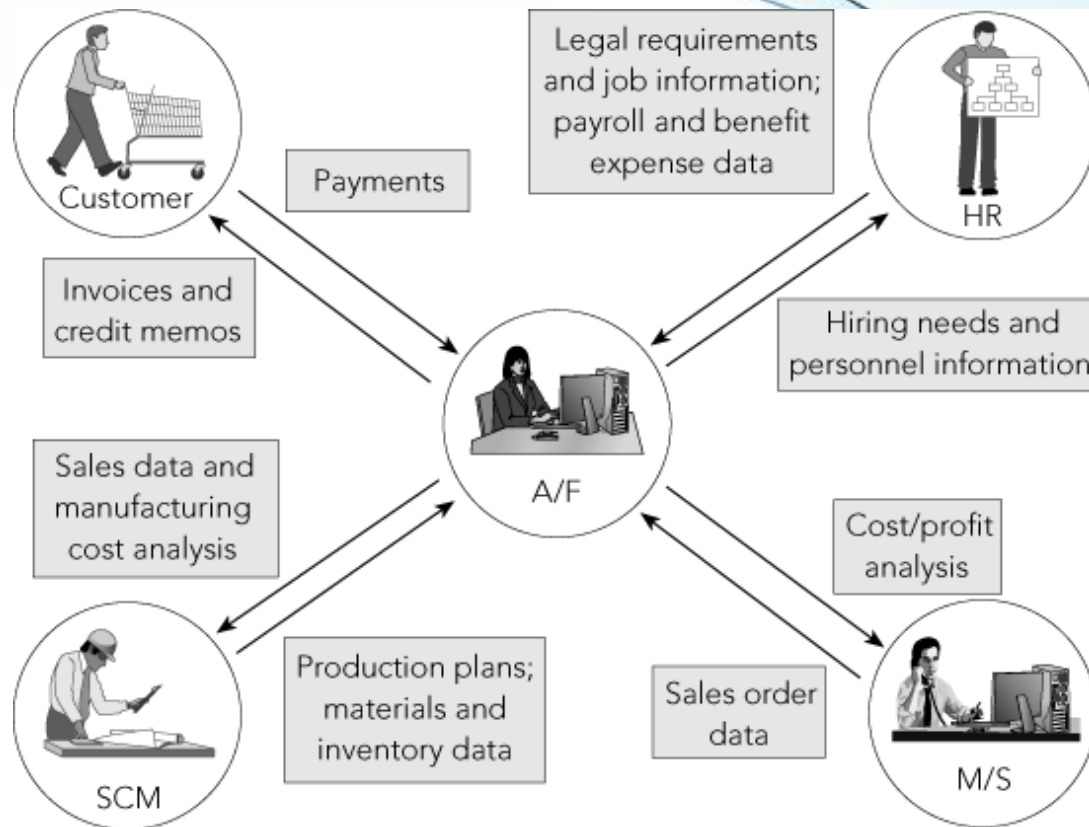 Legal requirements
and job information;
payroll and benefit
expense data
Customer
Payments
HR
Invoices and
credit memos
Hiring needs and
personnel information
A/F
Sales data and
manufacturing
cost analysis
Cost/profit
analysis
Production plans;
materials and
inventory data
Sales order
data
SCM
M/S